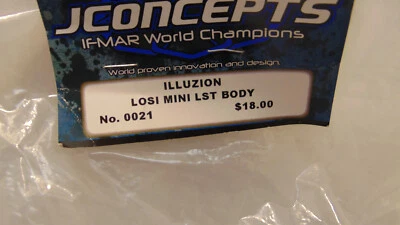 JCONCEPTS
IFMAR World Champions
World proven innovation and design.
ILLUZION
LOSI MINI LST BODY
No. 0021 $18.00